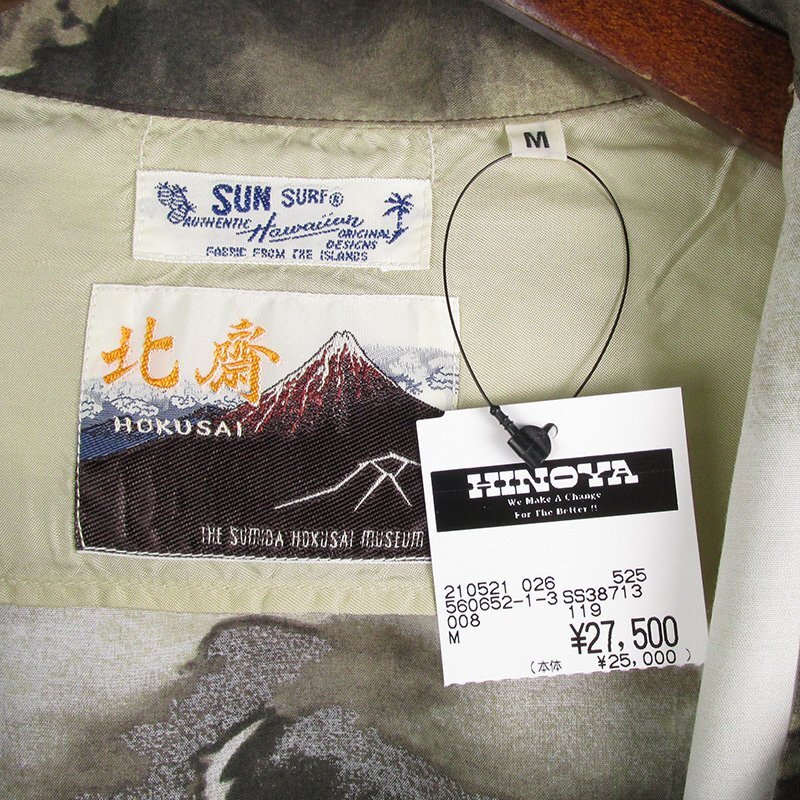 M
SUN SURF®
AUTHENTIC Hawaiian ORIGINAL
DESIGNS
FABRIC FROM THE ISLANDS
北齋
HOKUSAI
THE SUMIDA HOKUSAI MUSEUM
HINOYA
We Make A Change
For The Better !!
210521 026 525
560652-1-3 SS38713
008 119
M ¥27,500
(本体 ¥25,000)